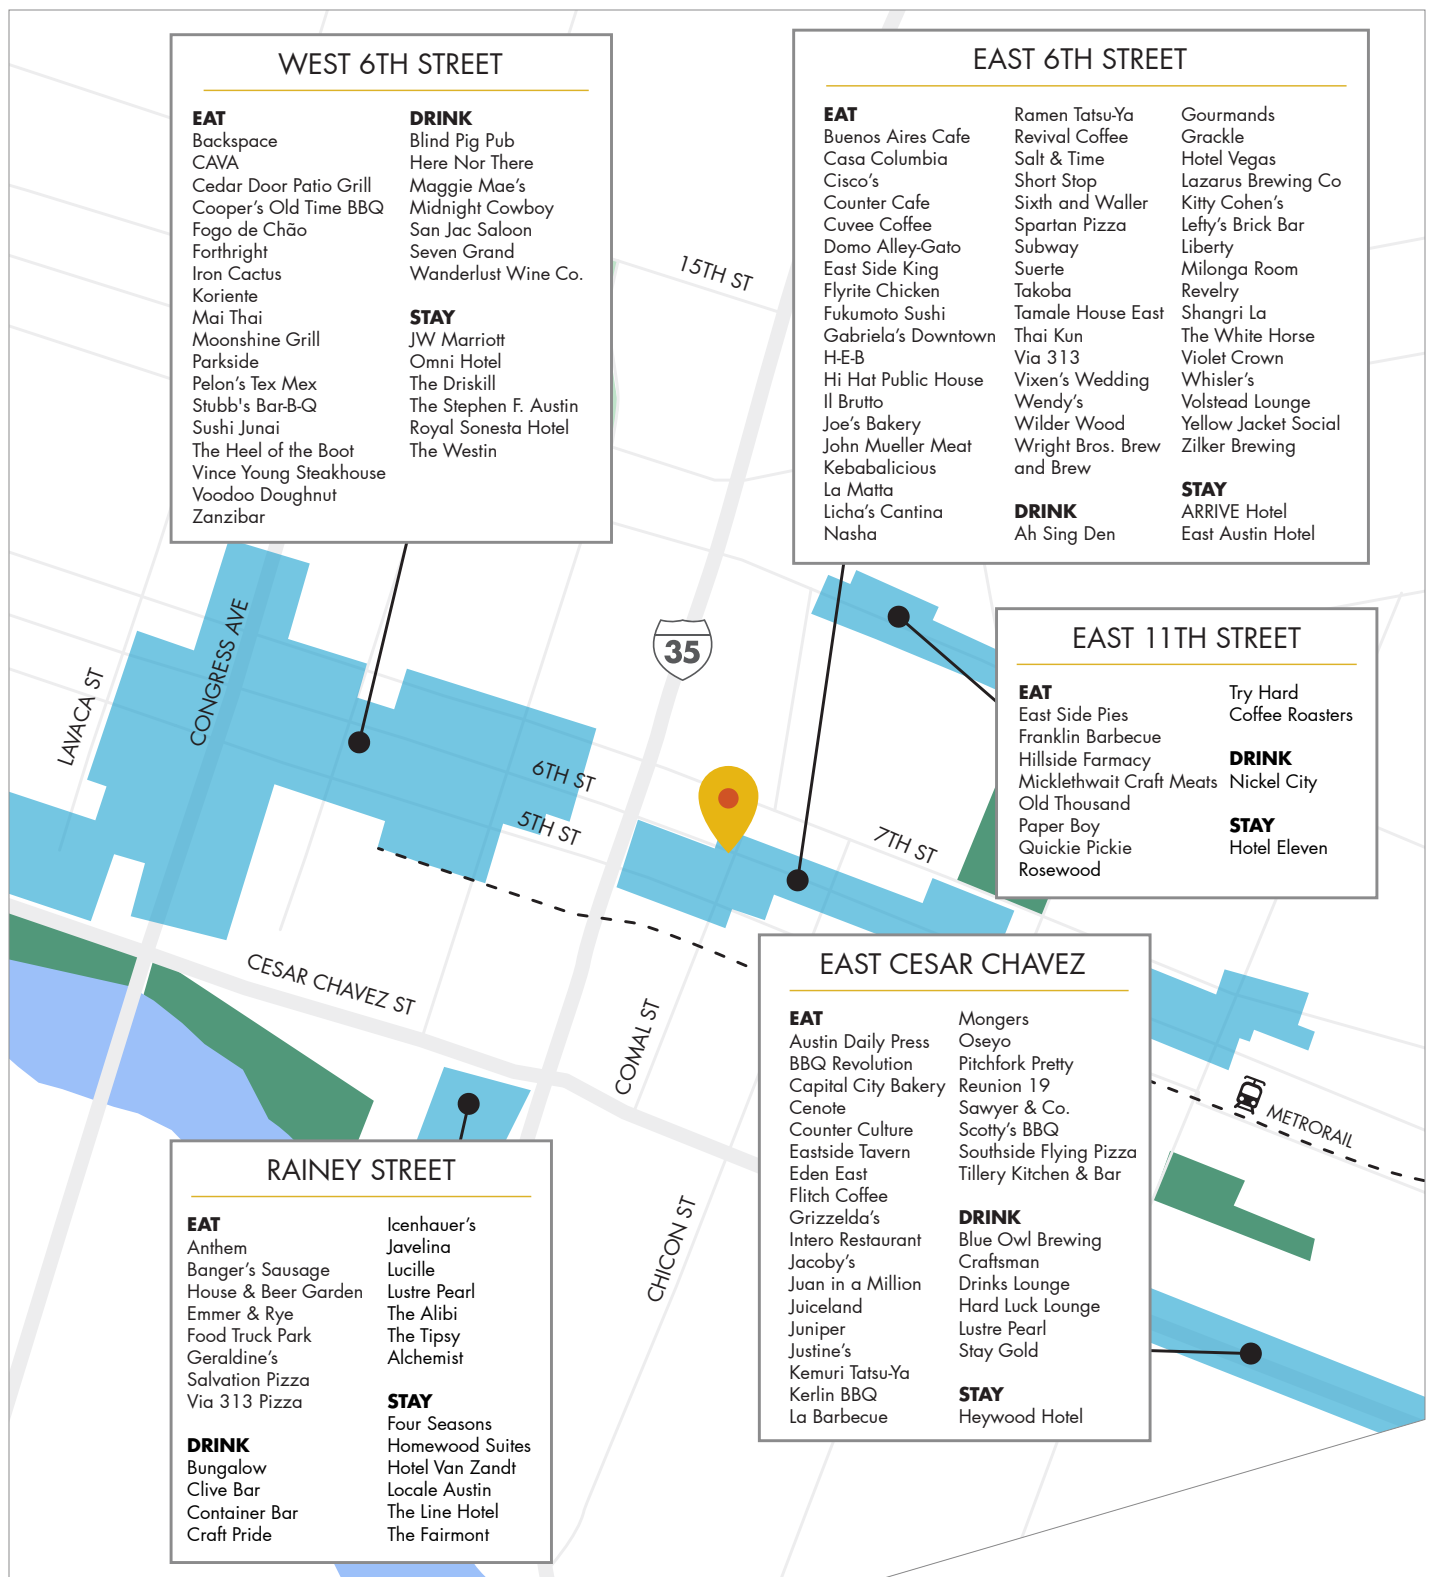 WEST 6TH STREET
EAT
Backspace
CAVA
Cedar Door Patio Grill
Cooper's Old Time BBQ
Fogo de Chão
Forthright
Iron Cactus
Koriente
Mai Thai
Moonshine Grill
Parkside
Pelon's Tex Mex
Stubb's Bar-B-Q
Sushi Junai
The Heel of the Boot
Vince Young Steakhouse
Voodoo Doughnut
Zanzibar
DRINK
Blind Pig Pub
Here Nor There
Maggie Mae's
Midnight Cowboy
San Jac Saloon
Seven Grand
Wanderlust Wine Co.
STAY
JW Marriott
Omni Hotel
The Driskill
The Stephen F. Austin
Royal Sonesta Hotel
The Westin
EAST 6TH STREET
EAT
Buenos Aires Cafe
Casa Columbia
Cisco's
Counter Cafe
Cuvee Coffee
Domo Alley-Gato
East Side King
Flyrite Chicken
Fukumoto Sushi
Gabriela's Downtown
H-E-B
Hi Hat Public House
Il Brutto
Joe's Bakery
John Mueller Meat
Kebabalicious
La Matta
Licha's Cantina
Nasha
Ramen Tatsu-Ya
Revival Coffee
Salt & Time
Short Stop
Sixth and Waller
Spartan Pizza
Subway
Suerte
Takoba
Tamale House East
Thai Kun
Via 313
Vixen's Wedding
Wendy's
Wilder Wood
Wright Bros. Brew
and Brew
DRINK
Ah Sing Den
Gourmands
Grackle
Hotel Vegas
Lazarus Brewing Co
Kitty Cohen's
Lefty's Brick Bar
Liberty
Milonga Room
Revelry
Shangri La
The White Horse
Violet Crown
Whisler's
Volstead Lounge
Yellow Jacket Social
Zilker Brewing
STAY
ARRIVE Hotel
East Austin Hotel
15TH ST
35
LAVACA ST
CONGRESS AVE
6TH ST
5TH ST
7TH ST
EAST 11TH STREET
EAT
East Side Pies
Franklin Barbecue
Hillside Farmacy
Micklethwait Craft Meats
Old Thousand
Paper Boy
Quickie Pickie
Rosewood
Try Hard
Coffee Roasters
DRINK
Nickel City
STAY
Hotel Eleven
CESAR CHAVEZ ST
COMAL ST
CHICON ST
METRORAIL
EAST CESAR CHAVEZ
EAT
Austin Daily Press
BBQ Revolution
Capital City Bakery
Cenote
Counter Culture
Eastside Tavern
Eden East
Flitch Coffee
Grizzelda's
Intero Restaurant
Jacoby's
Juan in a Million
Juiceland
Juniper
Justine's
Kemuri Tatsu-Ya
Kerlin BBQ
La Barbecue
Mongers
Oseyo
Pitchfork Pretty
Reunion 19
Sawyer & Co.
Scotty's BBQ
Southside Flying Pizza
Tillery Kitchen & Bar
DRINK
Blue Owl Brewing
Craftsman
Drinks Lounge
Hard Luck Lounge
Lustre Pearl
Stay Gold
STAY
Heywood Hotel
RAINEY STREET
EAT
Anthem
Banger's Sausage
House & Beer Garden
Emmer & Rye
Food Truck Park
Geraldine's
Salvation Pizza
Via 313 Pizza
DRINK
Bungalow
Clive Bar
Container Bar
Craft Pride
Icenhauer's
Javelina
Lucille
Lustre Pearl
The Alibi
The Tipsy
Alchemist
STAY
Four Seasons
Homewood Suites
Hotel Van Zandt
Locale Austin
The Line Hotel
The Fairmont